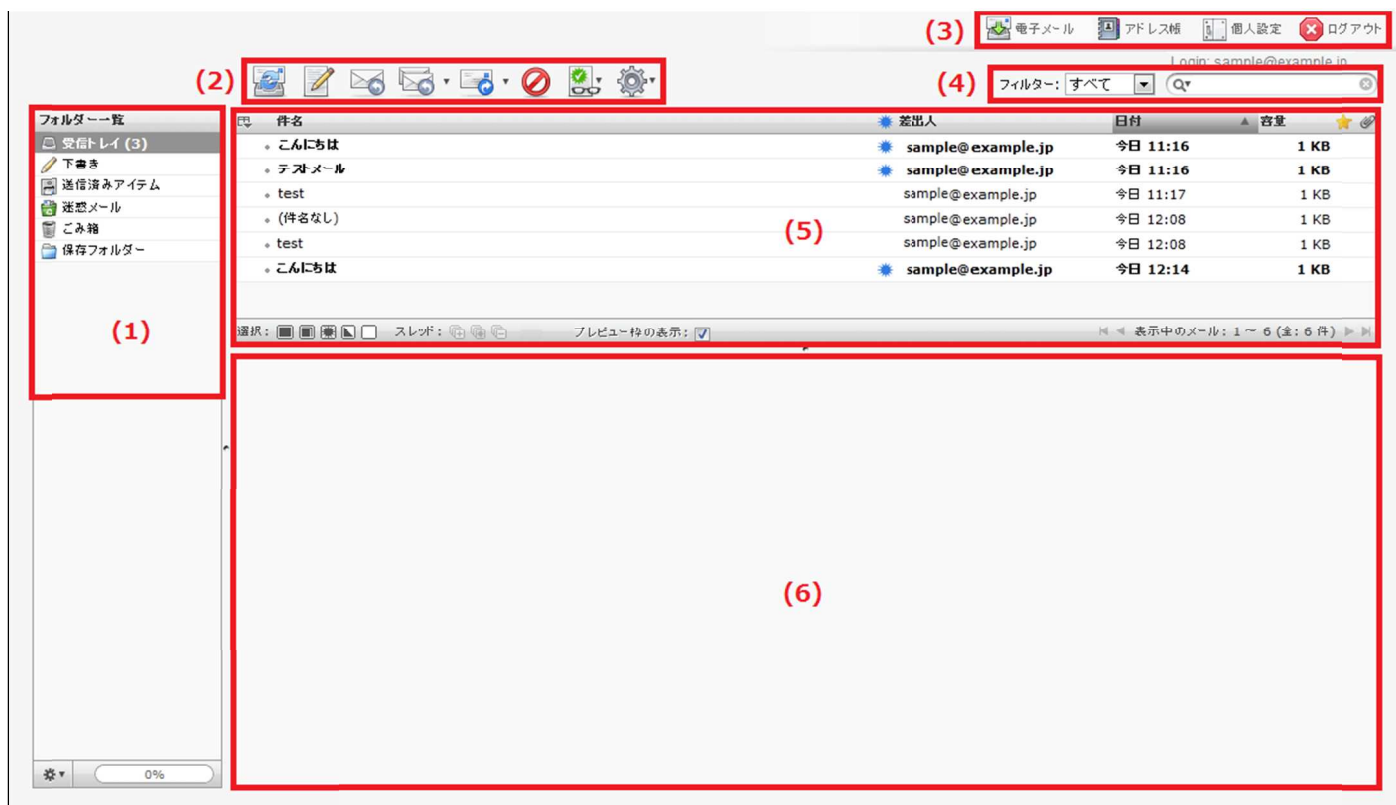 (3) 電子メール アドレス帳 個人設定 ログアウト
Login: sample@example.jp
(2)
(4) フィルター: すべて
フォルダー一覧
件名 差出人 日付 容量
受信トレイ (3)
こんにちは sample@example.jp 今日 11:16 1 KB
下書き
テストメール sample@example.jp 今日 11:16 1 KB
送信済みアイテム
test sample@example.jp 今日 11:17 1 KB
迷惑メール
(件名なし) sample@example.jp 今日 12:08 1 KB
ごみ箱
(5)
test sample@example.jp 今日 12:08 1 KB
保存フォルダー
こんにちは sample@example.jp 今日 12:14 1 KB
(1)
選択: スレッド: プレビュー枠の表示: 表示中のメール: 1 ～ 6 (全: 6 件)
(6)
0%